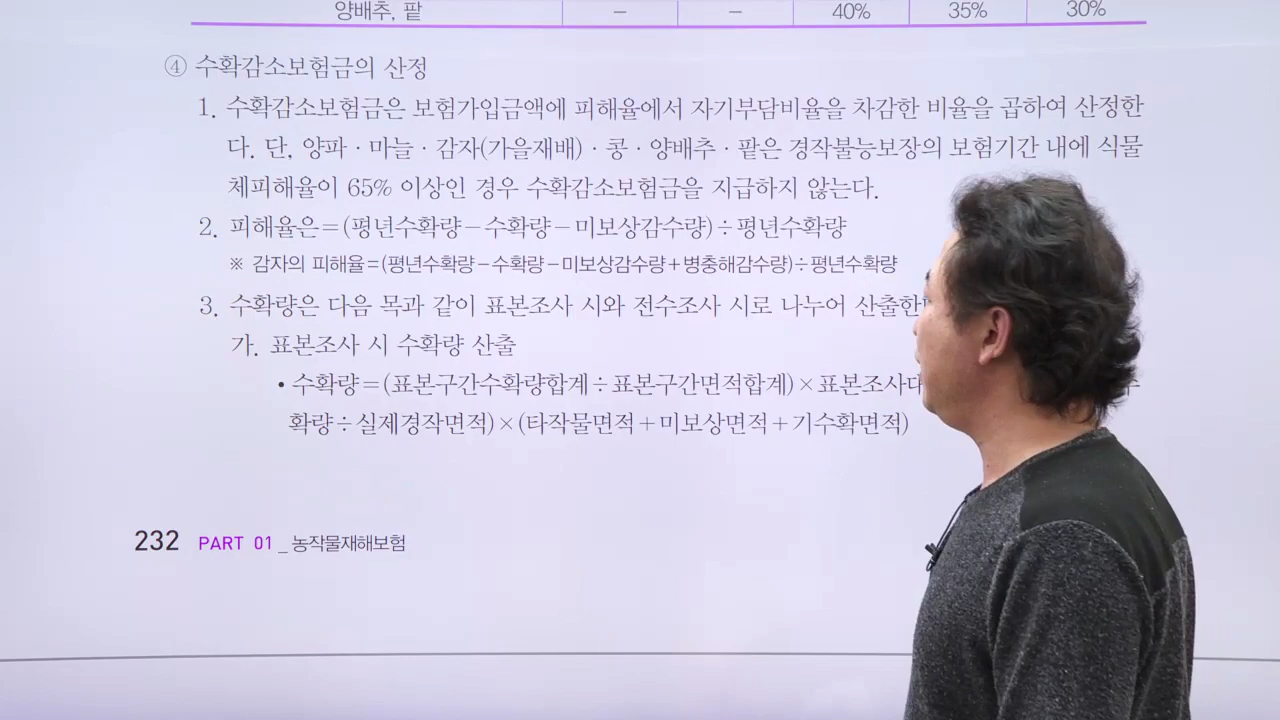 양배추, 팥 − − 40% 35% 30%
④ 수확감소보험금의 산정
1. 수확감소보험금은 보험가입금액에 피해율에서 자기부담비율을 차감한 비율을 곱하여 산정한
다. 단, 양파·마늘·감자(가을재배)·콩·양배추·팥은 경작불능보장의 보험기간 내에 식물
체피해율이 65% 이상인 경우 수확감소보험금을 지급하지 않는다.
2. 피해율은=(평년수확량−수확량−미보상감수량)÷평년수확량
※ 감자의 피해율=(평년수확량−수확량−미보상감수량+병충해감수량)÷평년수확량
3. 수확량은 다음 목과 같이 표본조사 시와 전수조사 시로 나누어 산출한
가. 표본조사 시 수확량 산출
• 수확량=(표본구간수확량합계÷표본구간면적합계)×표본조사대
확량÷실제경작면적)×(타작물면적+미보상면적+기수확면적)
232 PART 01 _ 농작물재해보험